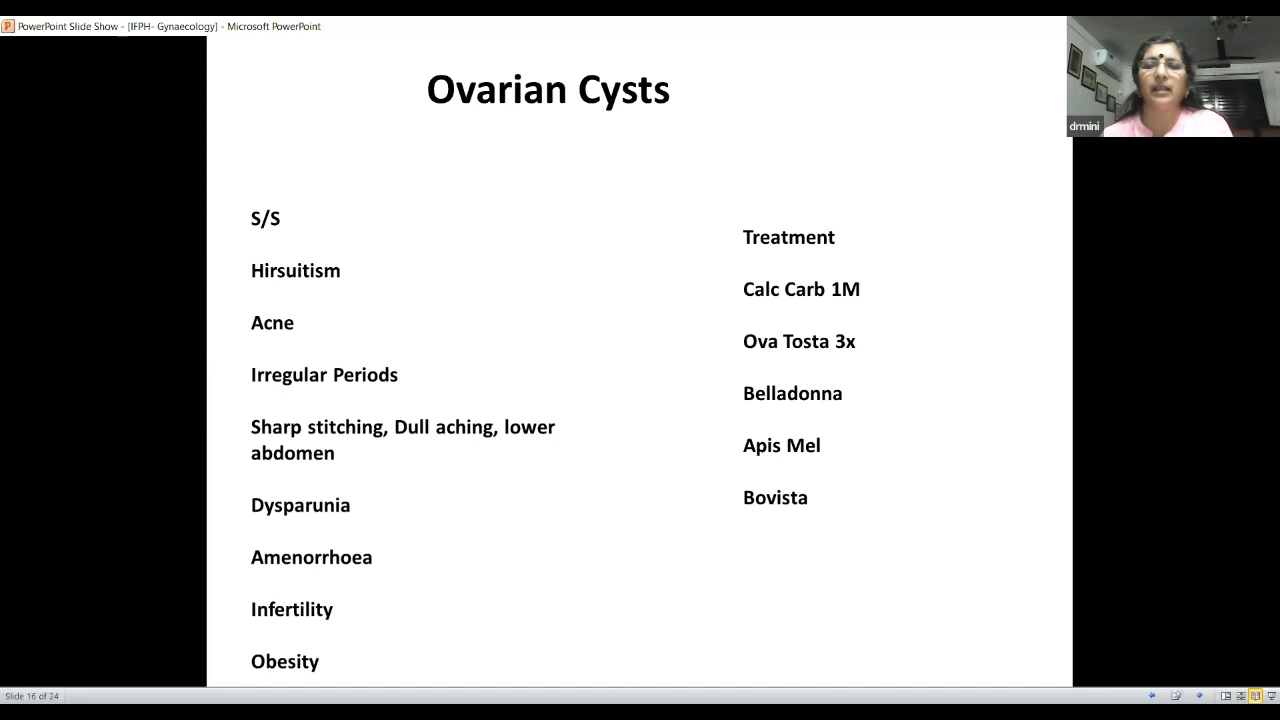 PowerPoint Slide Show - [IFPH- Gynaecology] - Microsoft PowerPoint
drmini
Ovarian Cysts
S/S
Hirsuitism
Acne
Irregular Periods
Sharp stitching, Dull aching, lower
abdomen
Dysparunia
Amenorrhoea
Infertility
Obesity
Treatment
Calc Carb 1M
Ova Tosta 3x
Belladonna
Apis Mel
Bovista
Slide 16 of 24